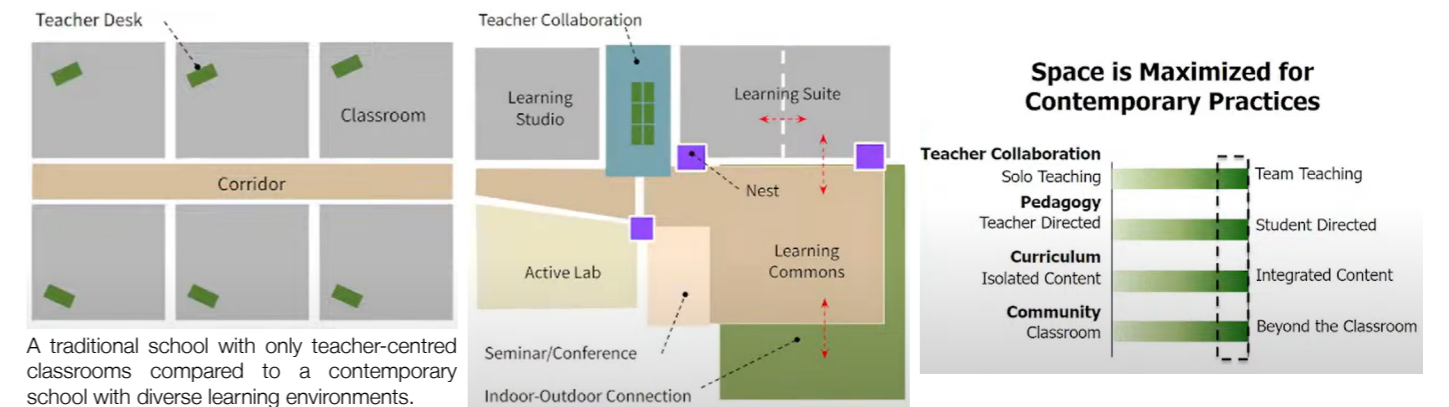 Teacher Desk
Classroom
Corridor
A traditional school with only teacher-centred
classrooms compared to a contemporary
school with diverse learning environments.
Teacher Collaboration
Learning
Studio
Learning Suite
Nest
Active Lab
Learning
Commons
Seminar/Conference
Indoor-Outdoor Connection
Space is Maximized for
Contemporary Practices
Teacher Collaboration
Solo Teaching
Team Teaching
Pedagogy
Teacher Directed
Student Directed
Curriculum
Isolated Content
Integrated Content
Community
Classroom
Beyond the Classroom